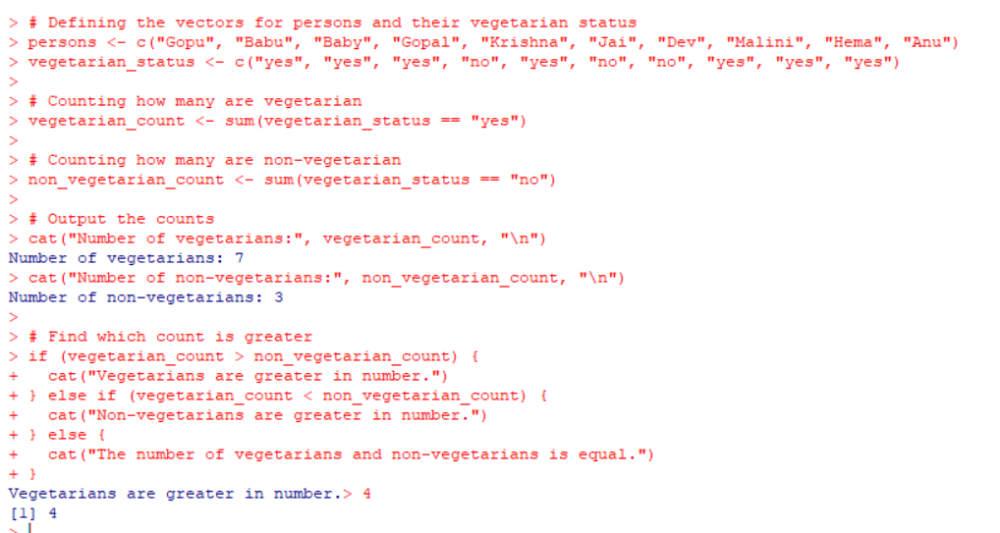 > # Defining the vectors for persons and their vegetarian status
> persons <- c("Gopu", "Babu", "Baby", "Gopal", "Krishna", "Jai", "Dev", "Malini", "Hema", "Anu")
> vegetarian_status <- c("yes", "yes", "yes", "no", "yes", "no", "no", "yes", "yes", "yes")
>
> # Counting how many are vegetarian
> vegetarian_count <- sum(vegetarian_status == "yes")
>
> # Counting how many are non-vegetarian
> non_vegetarian_count <- sum(vegetarian_status == "no")
>
> # Output the counts
> cat("Number of vegetarians:", vegetarian_count, "\n")
Number of vegetarians: 7
> cat("Number of non-vegetarians:", non_vegetarian_count, "\n")
Number of non-vegetarians: 3
>
> # Find which count is greater
> if (vegetarian_count > non_vegetarian_count) {
+   cat("Vegetarians are greater in number.")
+ } else if (vegetarian_count < non_vegetarian_count) {
+   cat("Non-vegetarians are greater in number.")
+ } else {
+   cat("The number of vegetarians and non-vegetarians is equal.")
+ }
Vegetarians are greater in number.> 4
[1] 4
>